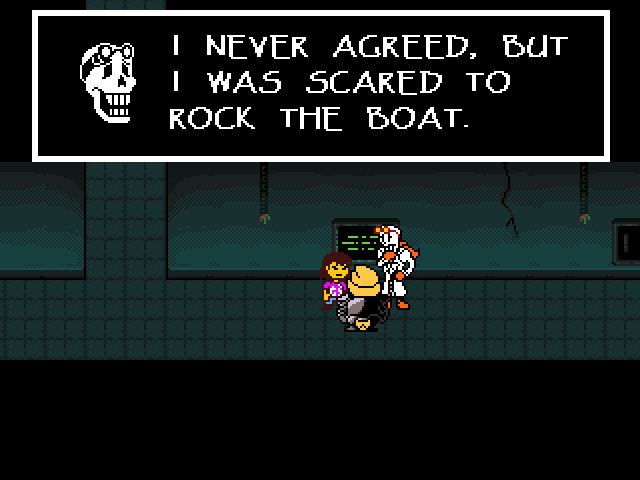 I NEVER AGREED, BUT
I WAS SCARED TO
ROCK THE BOAT.